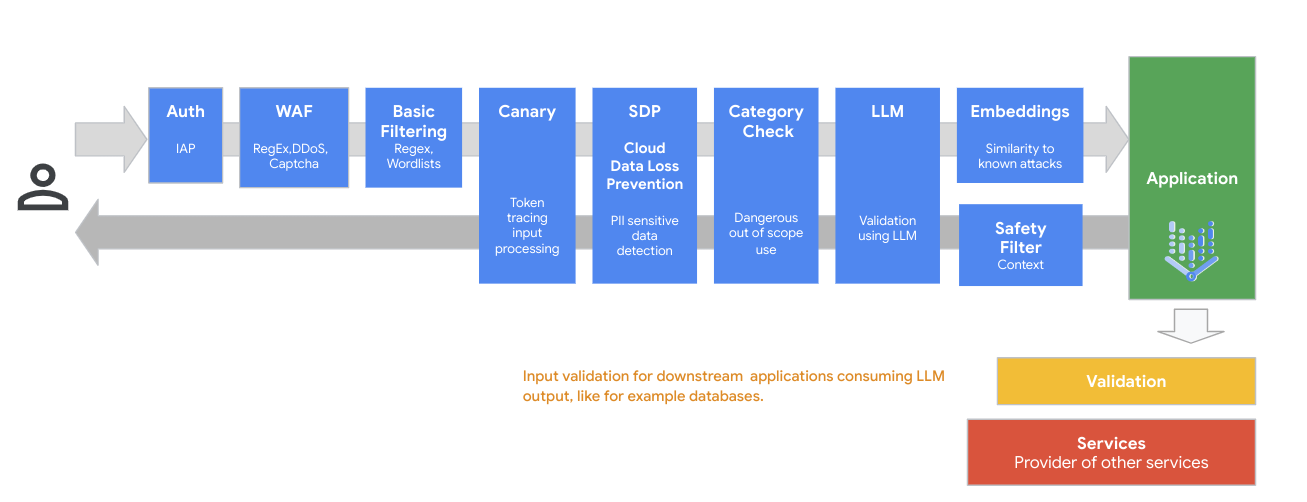 Auth
IAP
WAF
RegEx,DDoS,
Captcha
Basic
Filtering
Regex,
Wordlists
Canary
Token
tracing
input
processing
SDP
Cloud
Data Loss
Prevention
PII sensitive
data
detection
Category
Check
Dangerous
out of scope
use
LLM
Validation
using LLM
Embeddings
Similarity to
known attacks
Safety
Filter
Context
Application
Input validation for downstream  applications consuming LLM
output, like for example databases.
Validation
Services
Provider of other services